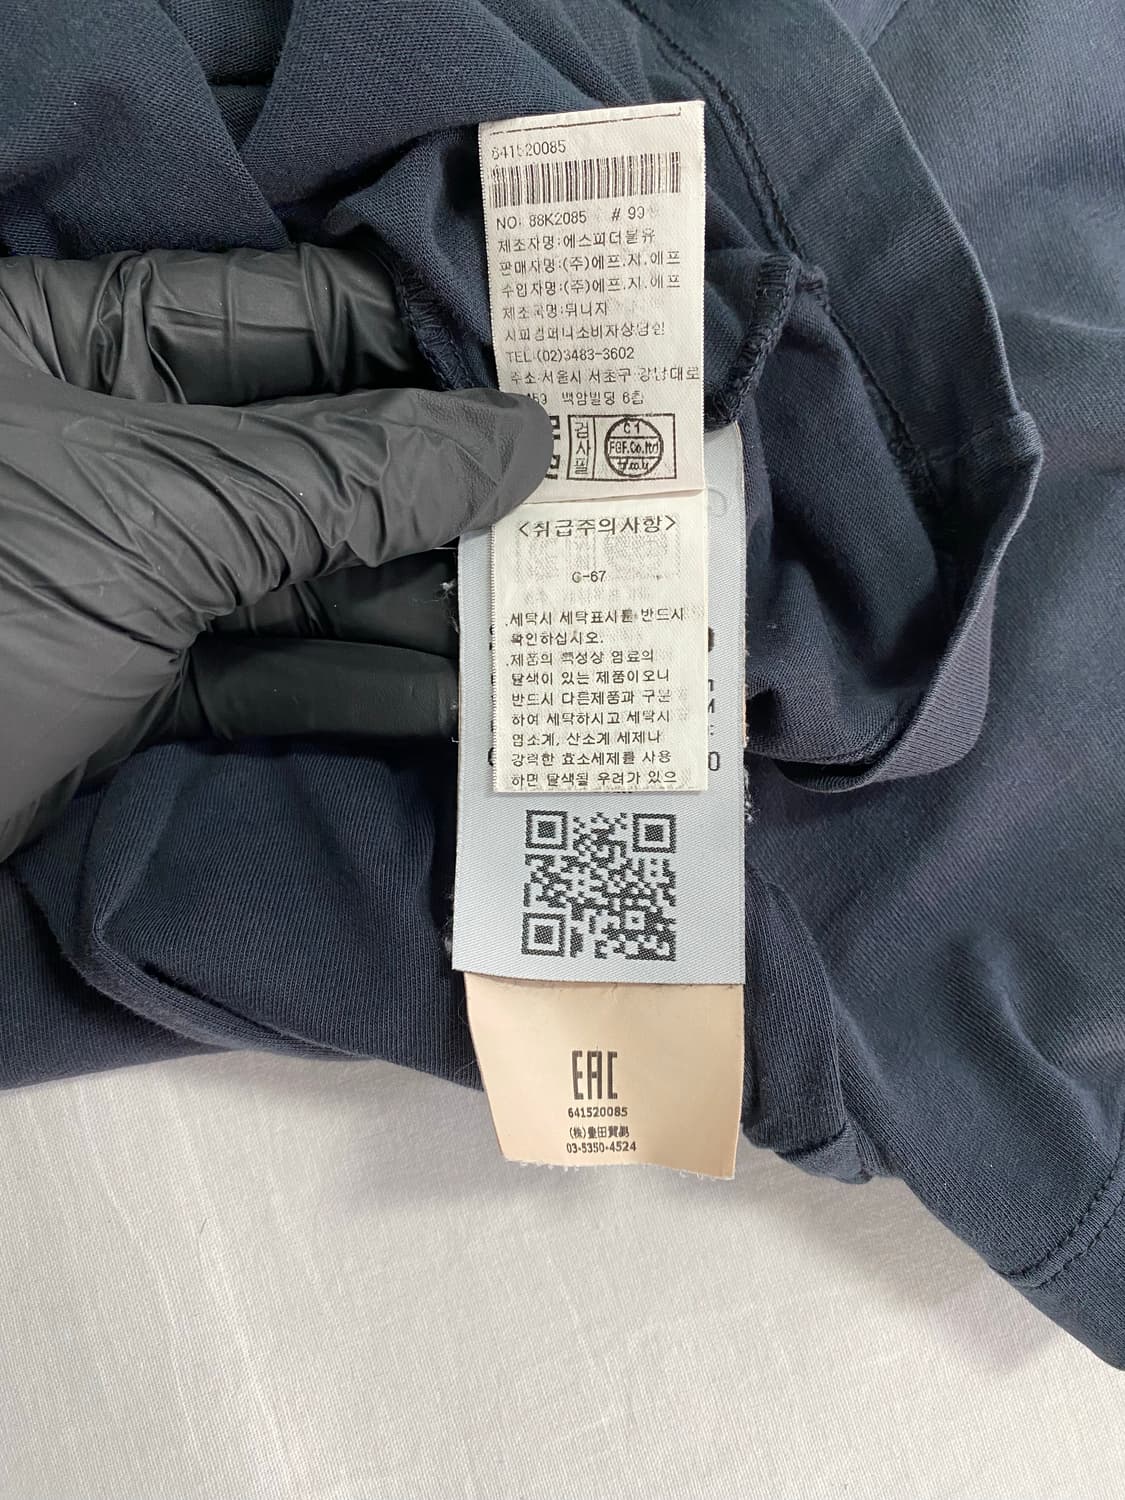 641520085
NO: 88K2085 # 99
제조자명:에스피더블유
판매자명:(주)에프.지.에프
수입자명:(주)에프.지.에프
제조국명:튀니지
시피컴퍼니소비자상담실
TEL:(02)3483-3602
주소:서울시 서초구 강남대로
459 백암빌딩 6층
검사필
C1
FGF.Co.ltd
<취급주의사항>
C-67
.세탁시 세탁표시를 반드시
확인하십시오.
.제품의 특성상 염료의
탈색이 있는 제품이오니
반드시 다른제품과 구분
하여 세탁하시고 세탁시
염소계, 산소계 세제나
강력한 효소세제를 사용
하면 탈색될 우려가 있으
EAC
641520085
(株)豊田貿易
03-5350-4524